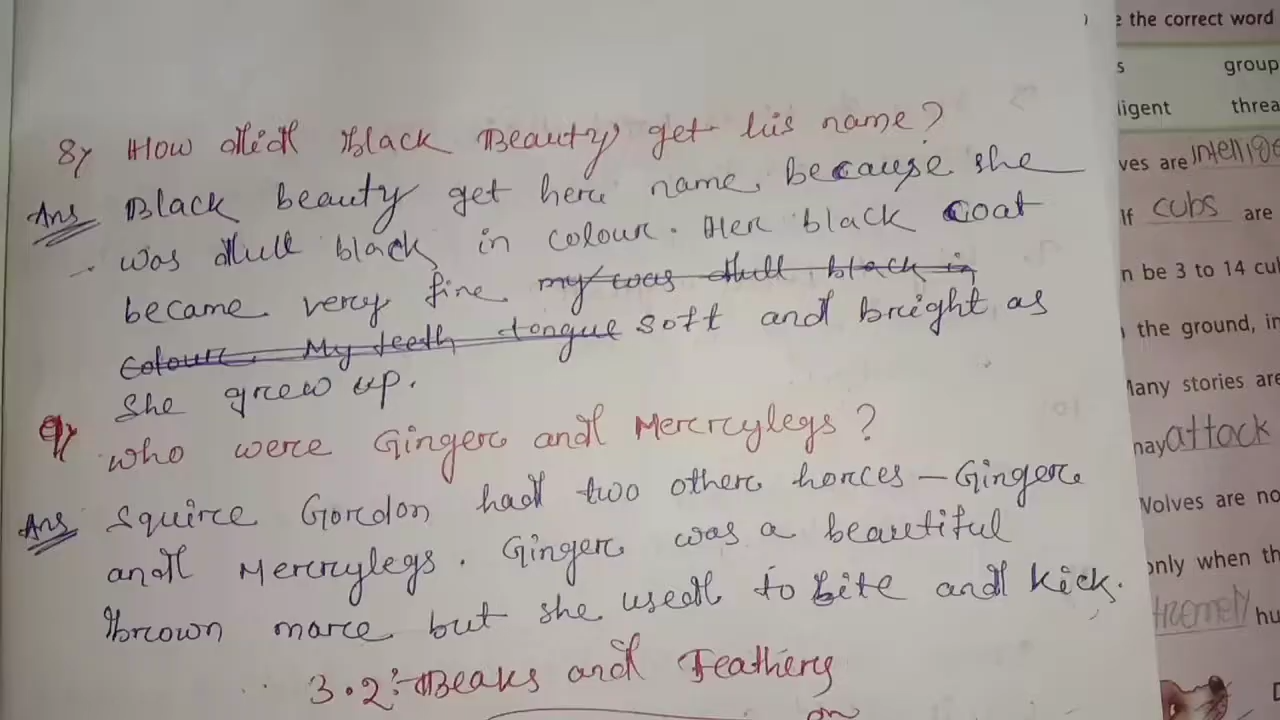 8) How did Black Beauty get his name?
Ans Black beauty get here name, because she
was dull black in colour. Her black Coat
became very fine my was dull black in
Colour. My teeth tongue soft and bright as
she grew up.
9) who were Ginger and Merrylegs?
Ans Squire Gordon had two other horces – Ginger
and Merrylegs. Ginger was a beautiful
brown mare but she used to bite and kick.
3.2:- Beaks and Feathers
on
e the correct word
s group
ligent threa
ves are intellige
If cubs are
n be 3 to 14 cu
the ground, in
Many stories are
may attack
Wolves are no
only when th
tremely hu